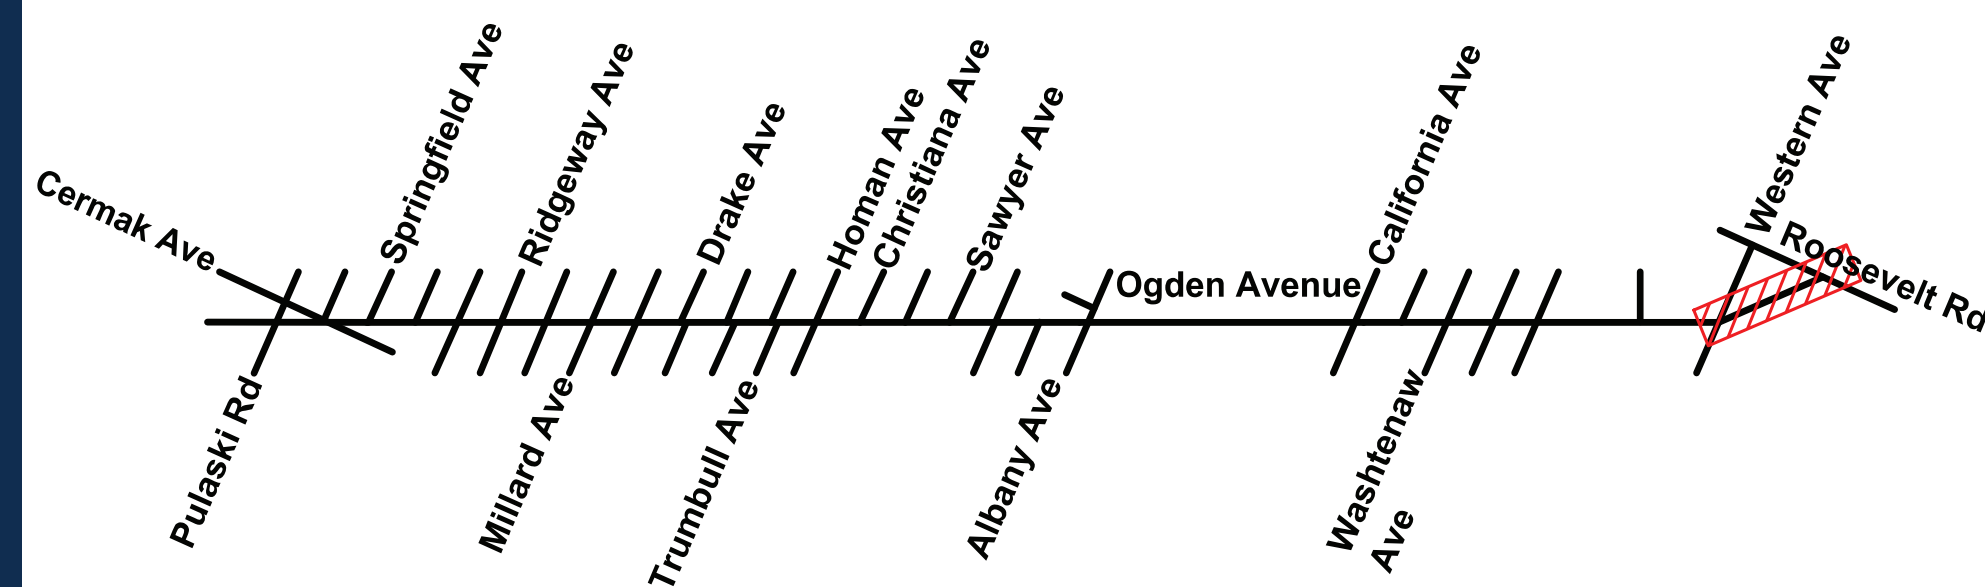 Cermak Ave
Springfield Ave
Ridgeway Ave
Drake Ave
Homan Ave
Christiana Ave
Sawyer Ave
Ogden Avenue
California Ave
Western Ave
Roosevelt Rd
Pulaski Rd
Millard Ave
Trumbull Ave
Albany Ave
Washtenaw
Ave